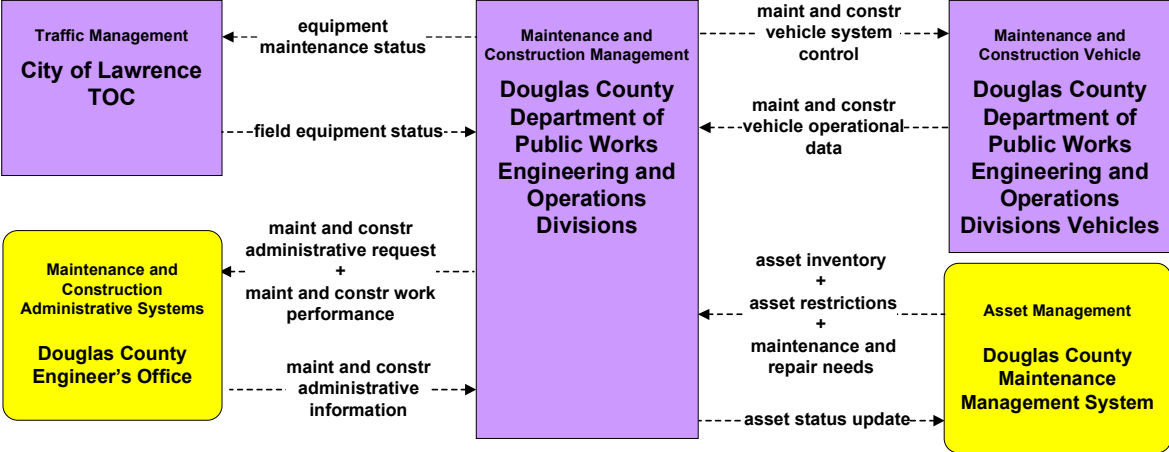 Traffic Management
City of Lawrence
TOC
equipment
maintenance status
field equipment status
Maintenance and
Construction Management
Douglas County
Department of
Public Works
Engineering and
Operations
Divisions
maint and constr
vehicle system
control
maint and constr
vehicle operational
data
Maintenance and
Construction Vehicle
Douglas County
Department of
Public Works
Engineering and
Operations
Divisions Vehicles
Maintenance and
Construction
Administrative Systems
Douglas County
Engineer’s Office
maint and constr
administrative request
+
maint and constr work
performance
maint and constr
administrative
information
asset inventory
+
asset restrictions
+
maintenance and
repair needs
asset status update
Asset Management
Douglas County
Maintenance
Management System